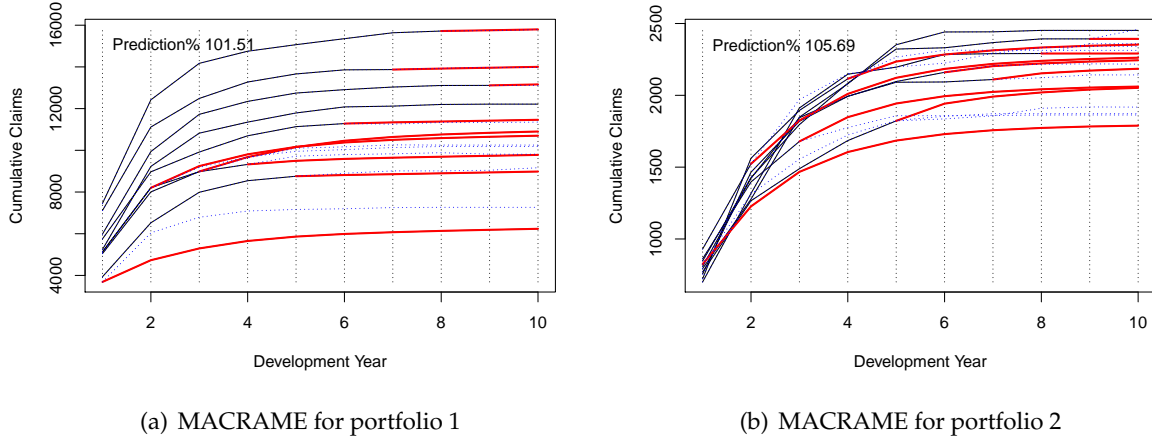 Prediction% 101.51
Cumulative Claims
4000 8000 12000 16000
2 4 6 8 10
Development Year
(a) MACRAME for portfolio 1
Prediction% 105.69
Cumulative Claims
1000 1500 2000 2500
2 4 6 8 10
Development Year
(b) MACRAME for portfolio 2